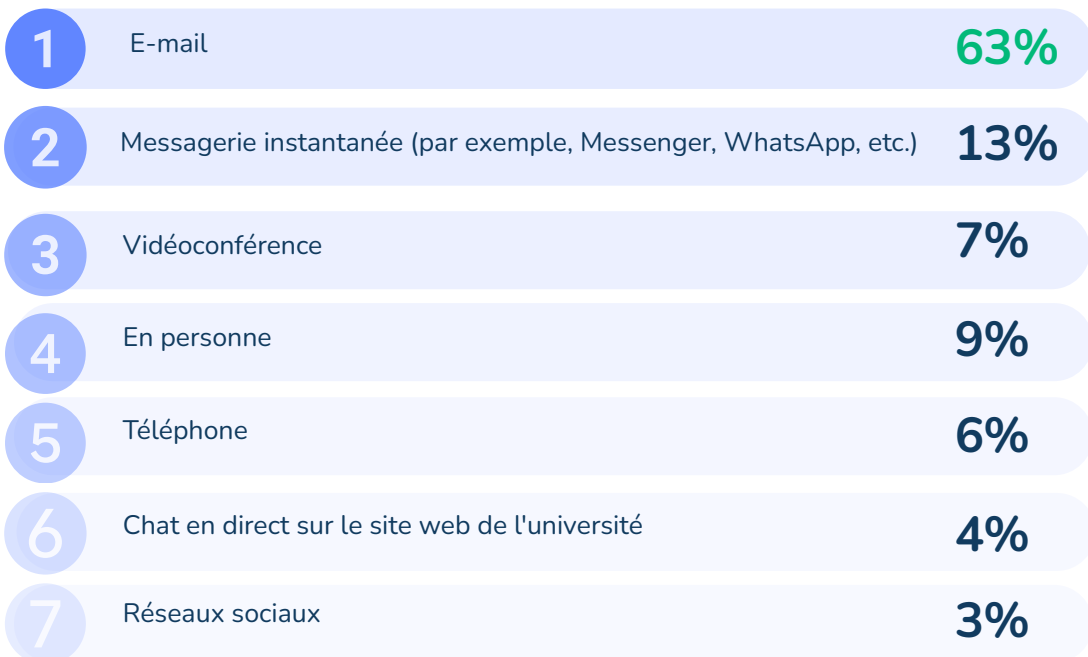 1 E-mail 63%
2 Messagerie instantanée (par exemple, Messenger, WhatsApp, etc.) 13%
3 Vidéoconférence 7%
4 En personne 9%
5 Téléphone 6%
6 Chat en direct sur le site web de l'université 4%
7 Réseaux sociaux 3%